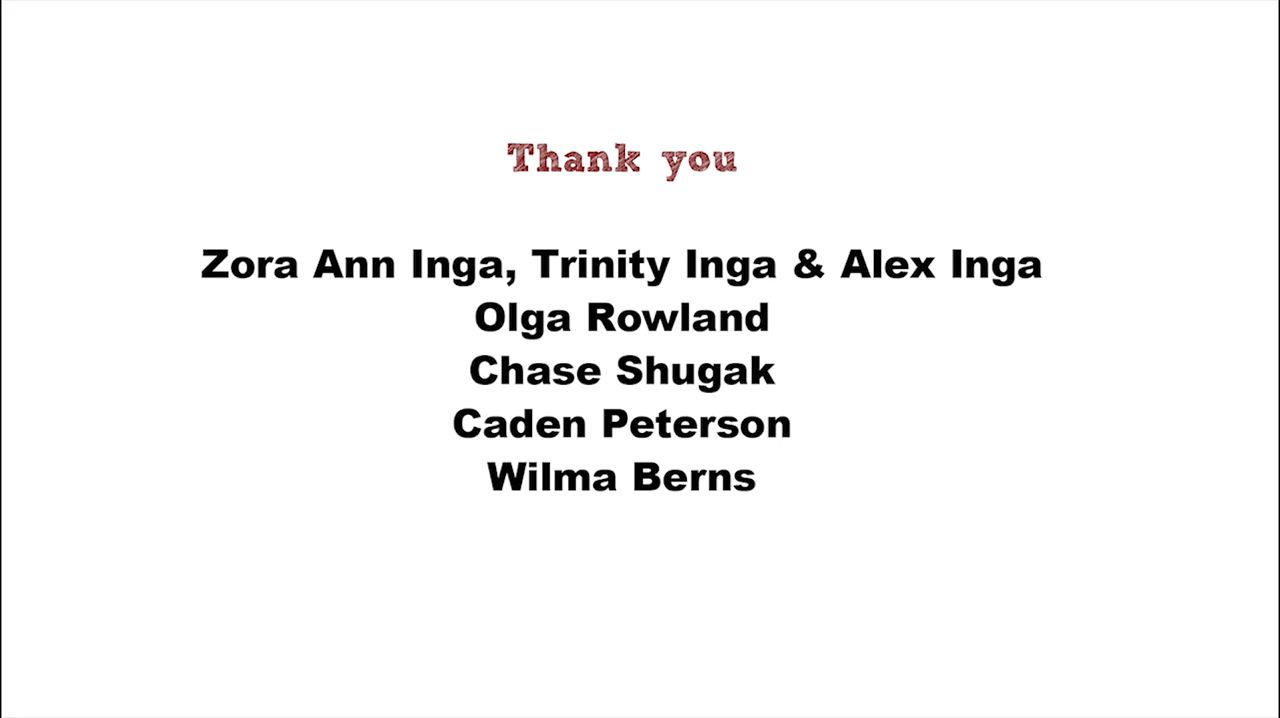 Thank you
Zora Ann Inga, Trinity Inga & Alex Inga
Olga Rowland
Chase Shugak
Caden Peterson
Wilma Berns